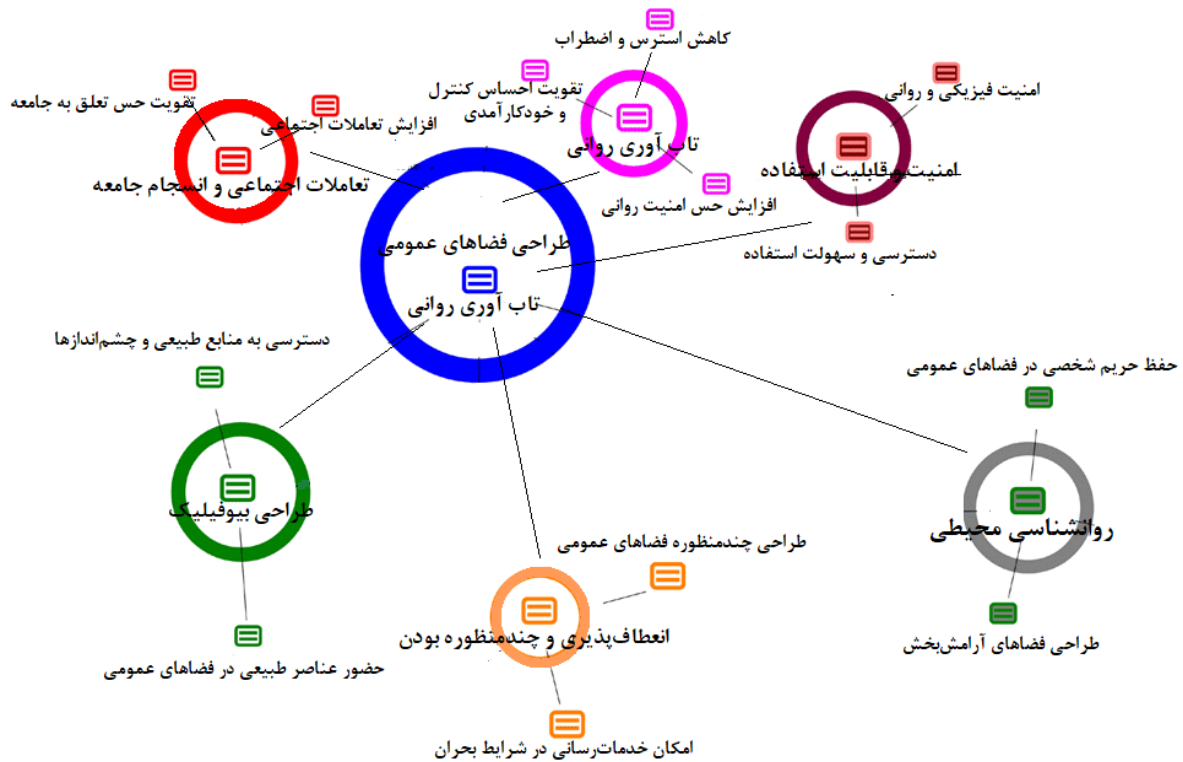 کاهش استرس و اضطراب
تقویت احساس کنترل
و خودکارآمدی
تاب آوری روانی
افزایش حس امنیت روانی
امنیت فیزیکی و روانی
امنیت و قابلیت استفاده
دسترسی و سهولت استفاده
تقویت حس تعلق به جامعه
افزایش تعاملات اجتماعی
تعاملات اجتماعی و انسجام جامعه
طراحی فضاهای عمومی
تاب آوری روانی
دسترسی به منابع طبیعی و چشم‌اندازها
طراحی بیوفیلیک
حضور عناصر طبیعی در فضاهای عمومی
حفظ حریم شخصی در فضاهای عمومی
روانشناسی محیطی
طراحی فضاهای آرامش‌بخش
طراحی چندمنظوره فضاهای عمومی
انعطاف‌پذیری و چندمنظوره بودن
امکان خدمات‌رسانی در شرایط بحران